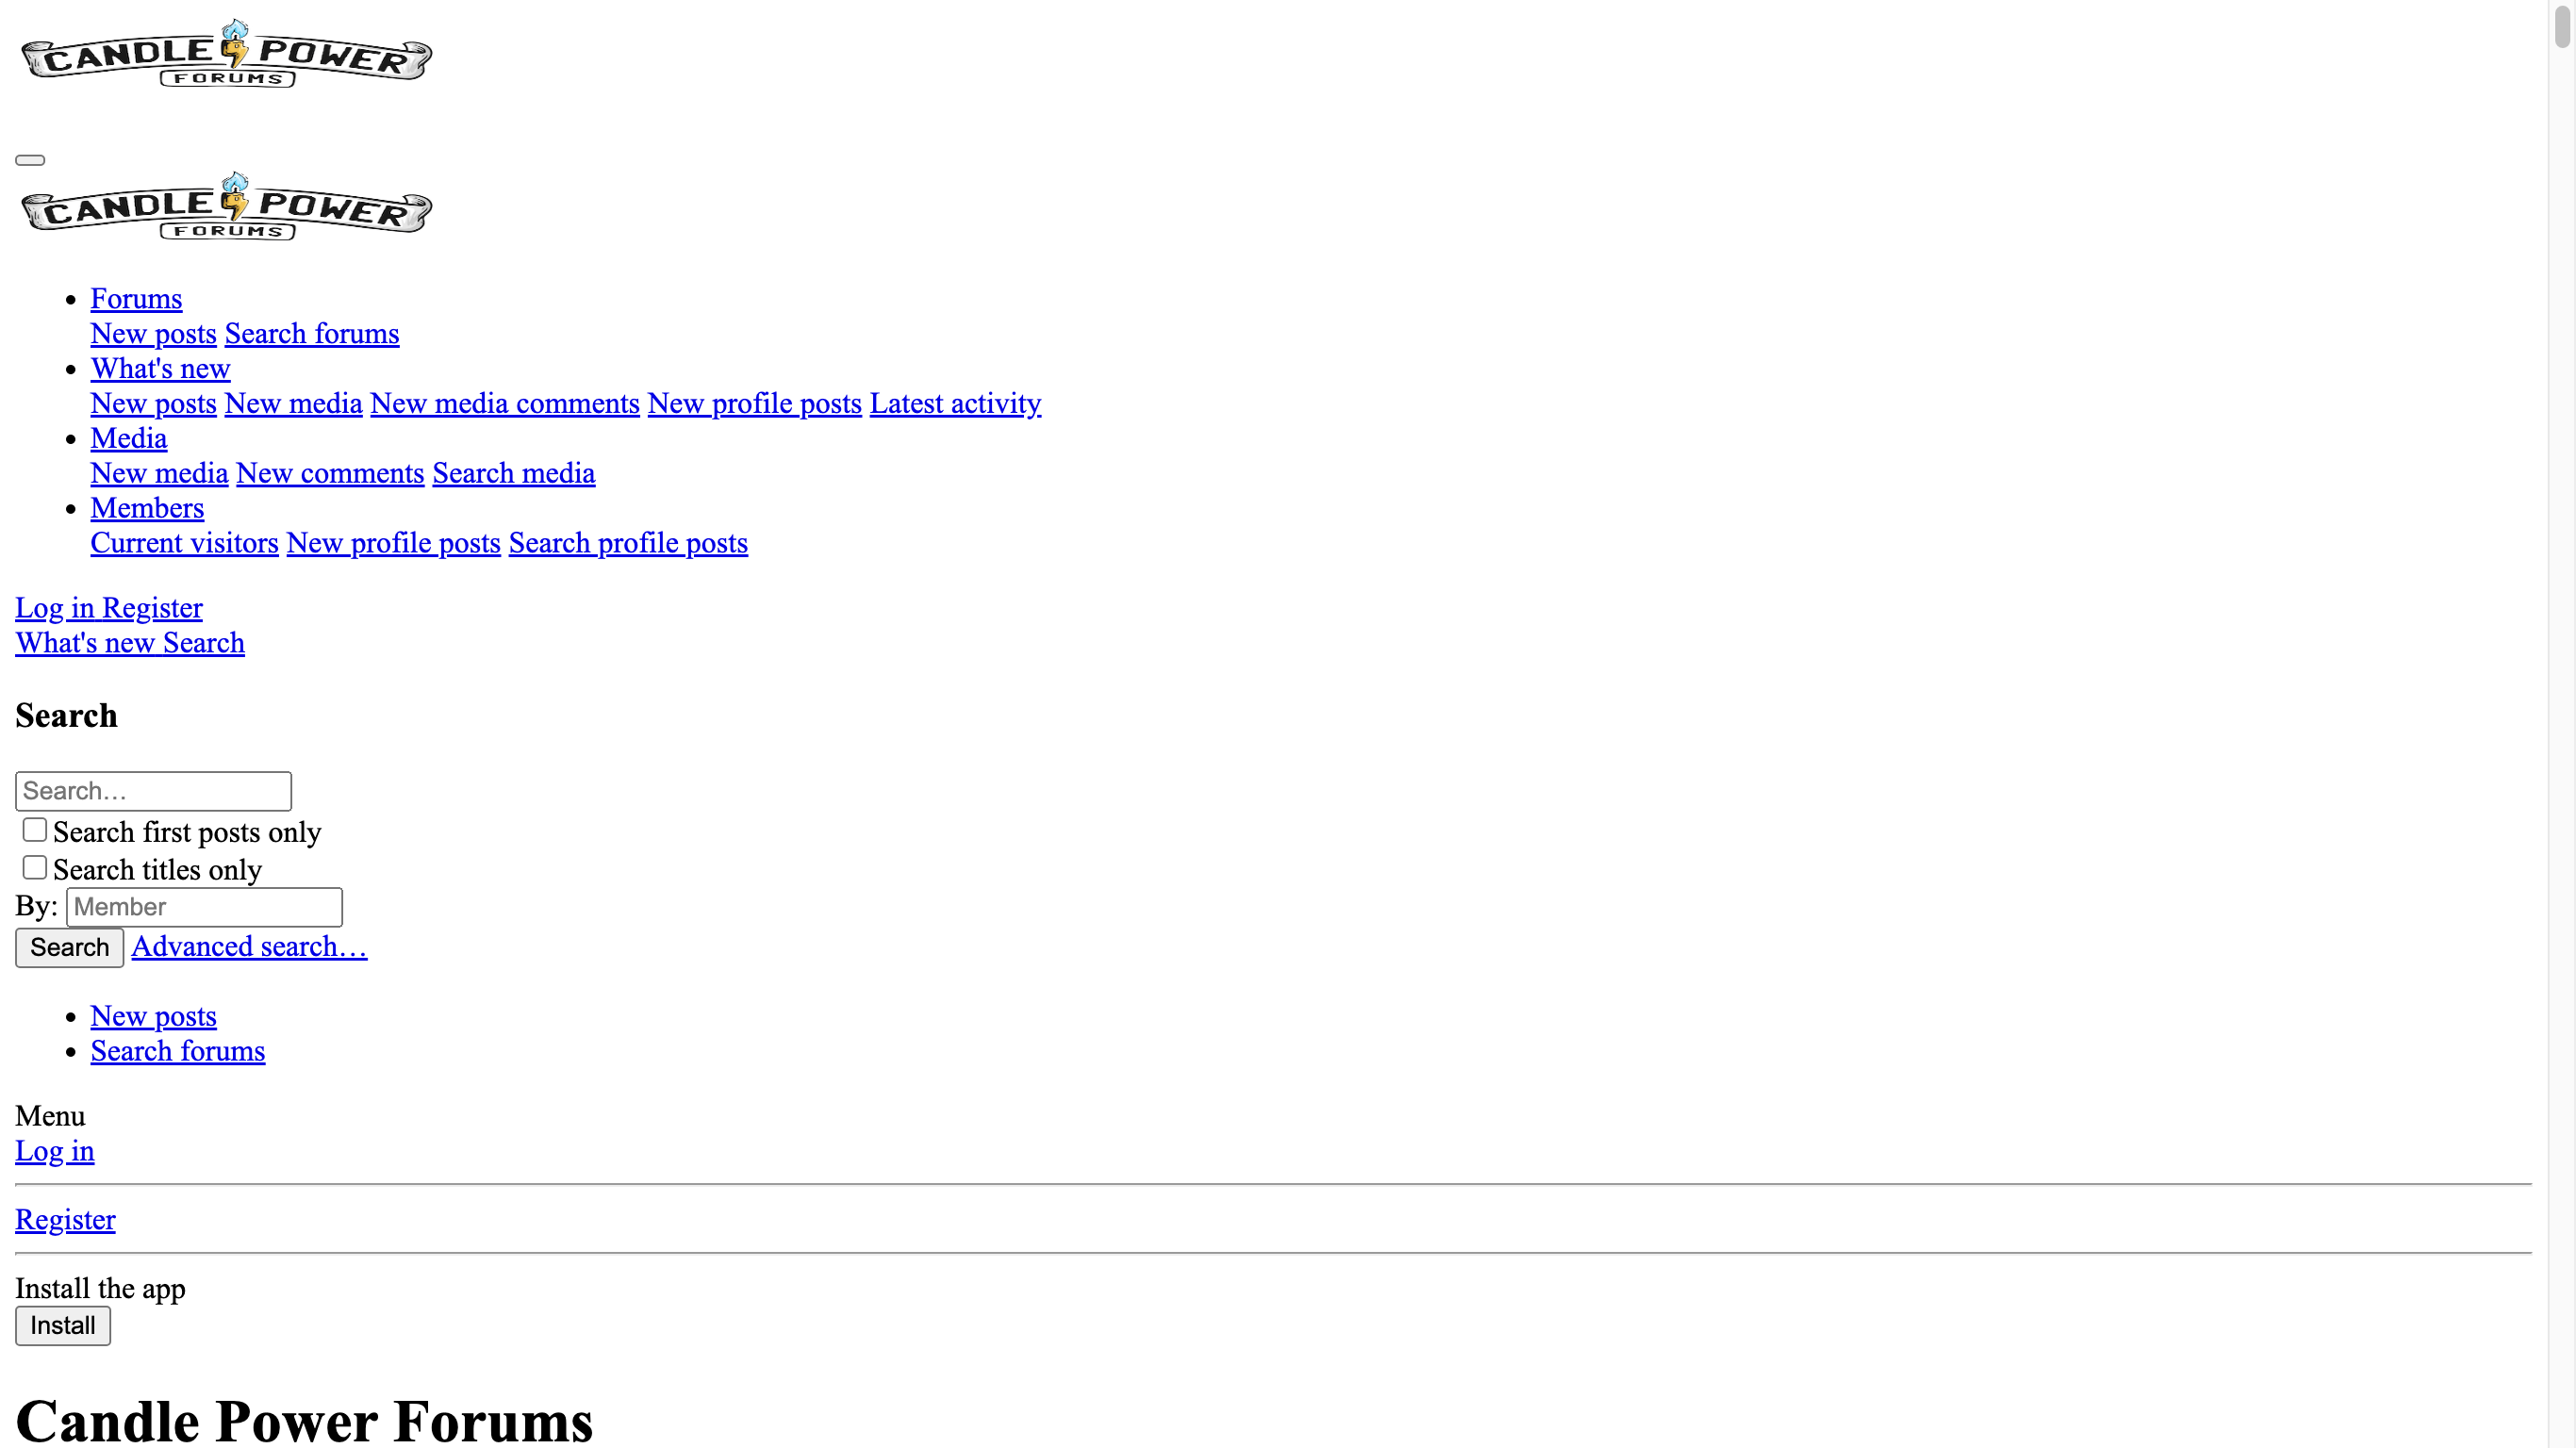 CANDLE POWER
FORUMS
CANDLE POWER
FORUMS
Forums
New posts Search forums
What's new
New posts New media New media comments New profile posts Latest activity
Media
New media New comments Search media
Members
Current visitors New profile posts Search profile posts
Log in Register
What's new Search
Search
Search…
Search first posts only
Search titles only
By: Member
Search Advanced search…
New posts
Search forums
Menu
Log in
Register
Install the app
Install
Candle Power Forums